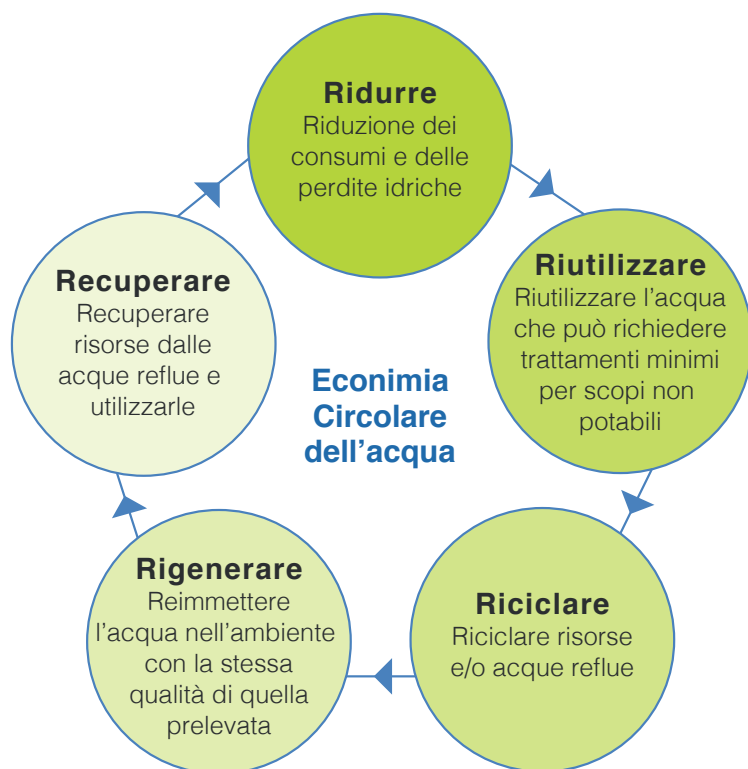 Ridurre
Riduzione dei
consumi e delle
perdite idriche
Riutilizzare
Riutilizzare l’acqua
che può richiedere
trattamenti minimi
per scopi non
potabili
Riciclare
Riciclare risorse
e/o acque reflue
Rigenerare
Reimmettere
l’acqua nell’ambiente
con la stessa
qualità di quella
prelevata
Recuperare
Recuperare
risorse dalle
acque reflue e
utilizzarle
Econimia
Circolare
dell’acqua